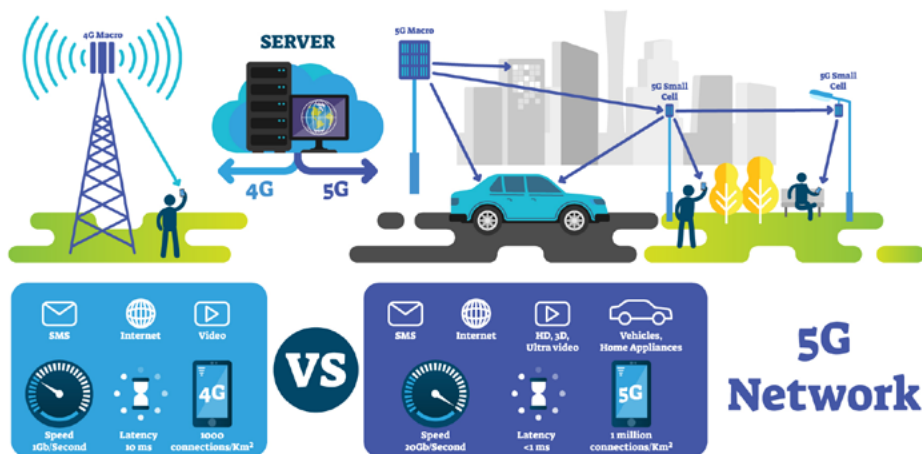 4G Macro
SERVER
4G
5G
5G Macro
5G Small
Cell
5G Small
Cell
SMS
Internet
Video
4G
Speed
1Gb/Second
Latency
10 ms
1000
connections/Km²
VS
SMS
Internet
HD, 3D,
Ultra video
Vehicles,
Home Appliances
5G
Speed
20Gb/Second
Latency
<1 ms
1 million
connections/Km²
5G
Network